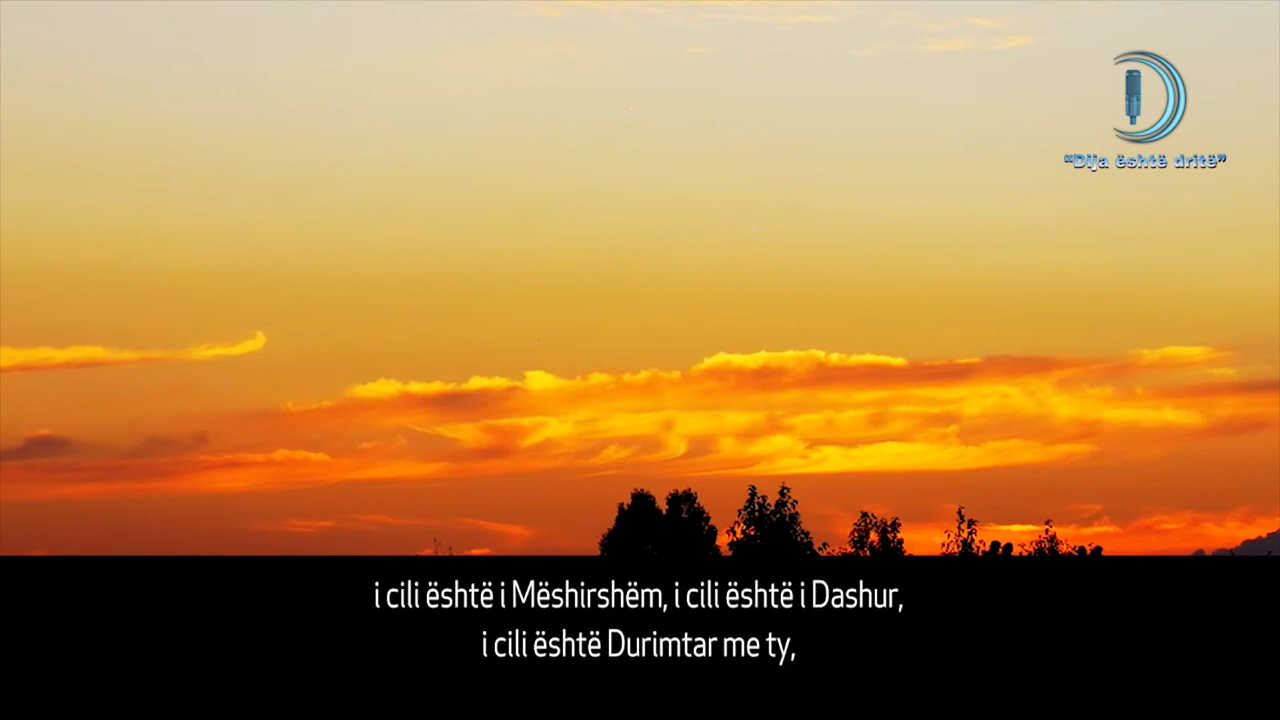 “Dija është dritë”
i cili është i Mëshirshëm, i cili është i Dashur,
i cili është Durimtar me ty,